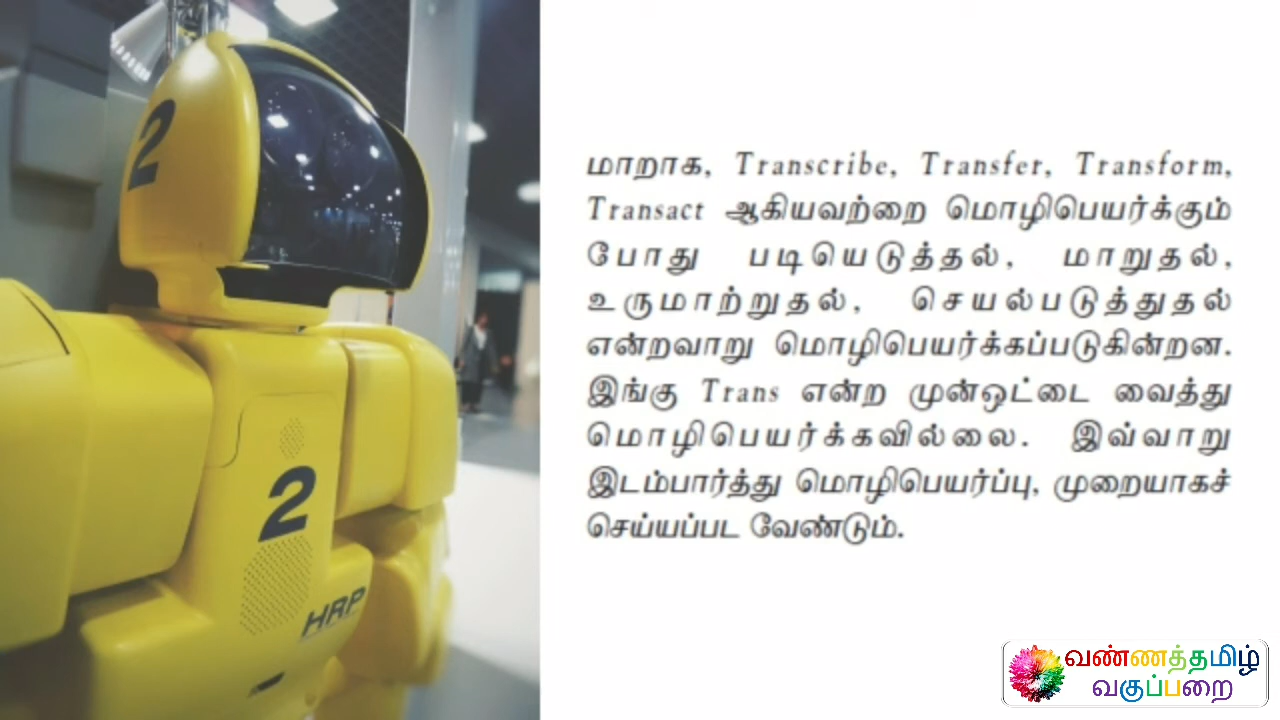 2
2
HRP
மாறாக, Transcribe, Transfer, Transform,
Transact ஆகியவற்றை மொழிபெயர்க்கும்
போது படியெடுத்தல், மாறுதல்,
உருமாற்றுதல், செயல்படுத்துதல்
என்றவாறு மொழிபெயர்க்கப்படுகின்றன.
இங்கு Trans என்ற முன்ஒட்டை வைத்து
மொழிபெயர்க்கவில்லை. இவ்வாறு
இடம்பார்த்து மொழிபெயர்ப்பு, முறையாகச்
செய்யப்பட வேண்டும்.
வண்ணத்தமிழ்
வகுப்பறை